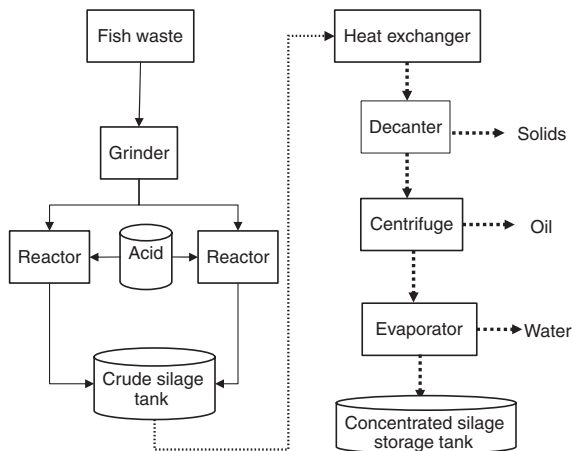 Fish waste
Grinder
Reactor
Acid
Reactor
Crude silage
tank
Heat exchanger
Decanter
Solids
Centrifuge
Oil
Evaporator
Water
Concentrated silage
storage tank